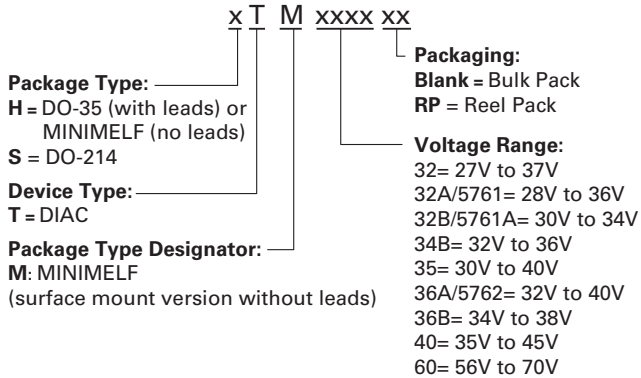 x T M xxxx xx
Package Type:
H = DO-35 (with leads) or
MINIMELF (no leads)
S = DO-214
Device Type:
T = DIAC
Package Type Designator:
M: MINIMELF
(surface mount version without leads)
Packaging:
Blank = Bulk Pack
RP = Reel Pack
Voltage Range:
32= 27V to 37V
32A/5761= 28V to 36V
32B/5761A= 30V to 34V
34B= 32V to 36V
35= 30V to 40V
36A/5762= 32V to 40V
36B= 34V to 38V
40= 35V to 45V
60= 56V to 70V